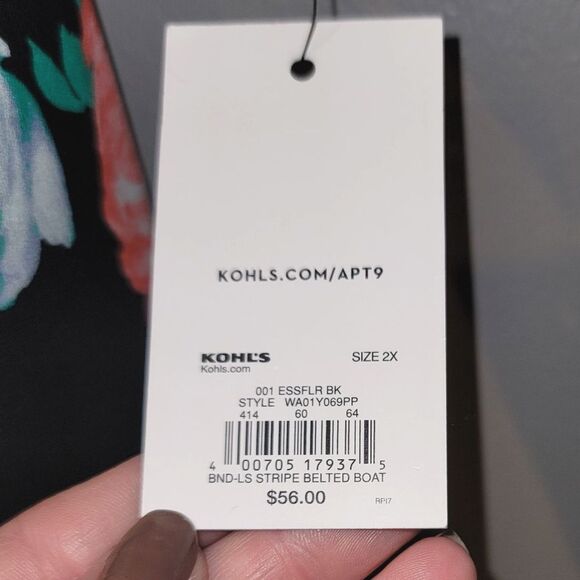 KOHLS.COM/APT9
KOHL'S SIZE 2X
Kohls.com
001 ESSFLR BK
STYLE WA01Y069PP
414 60 64
4 00705 17937 5
BND-LS STRIPE BELTED BOAT
$56.00 RPI7